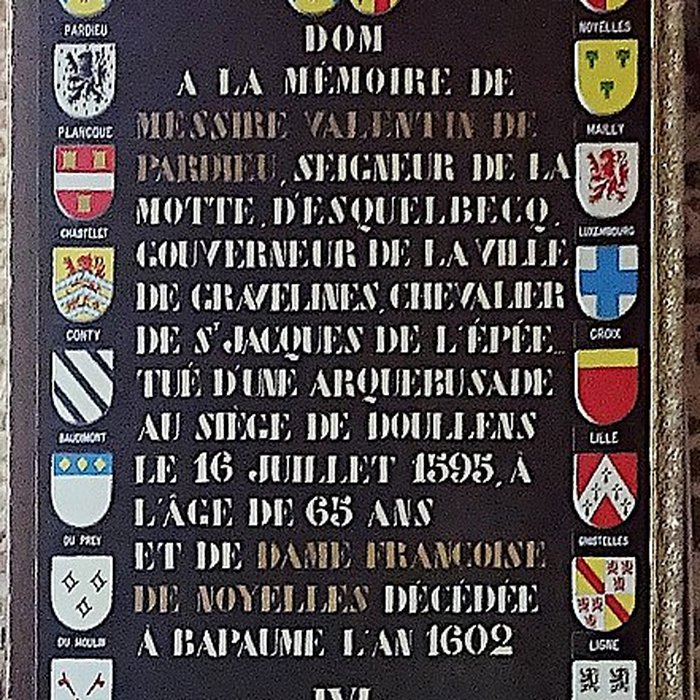 DOM
A LA MÉMOIRE DE
MESSIRE VALENTIN DE
PARDIEU, SEIGNEUR DE LA
MOTTE, D'ESQUELBECQ,
GOUVERNEUR DE LA VILLE
DE GRAVELINES, CHEVALIER
DE ST JACQUES DE L'ÉPÉE...
TUÉ D'UNE ARQUEBUSADE
AU SIÈGE DE DOULLENS
LE 16 JUILLET 1595, À
L'ÂGE DE 65 ANS
ET DE DAME FRANCOISE
DE NOYELLES DÉCÉDÉE
À BAPAUME L'AN 1602
PARDIEU
PLANCQUE
CHASTELET
CONTY
BAUDIMONT
DU PREY
DU MOULIN
NOYELLES
MAILLY
LUXEMBOURG
CROIX
LILLE
GHISTELLES
LIGNE